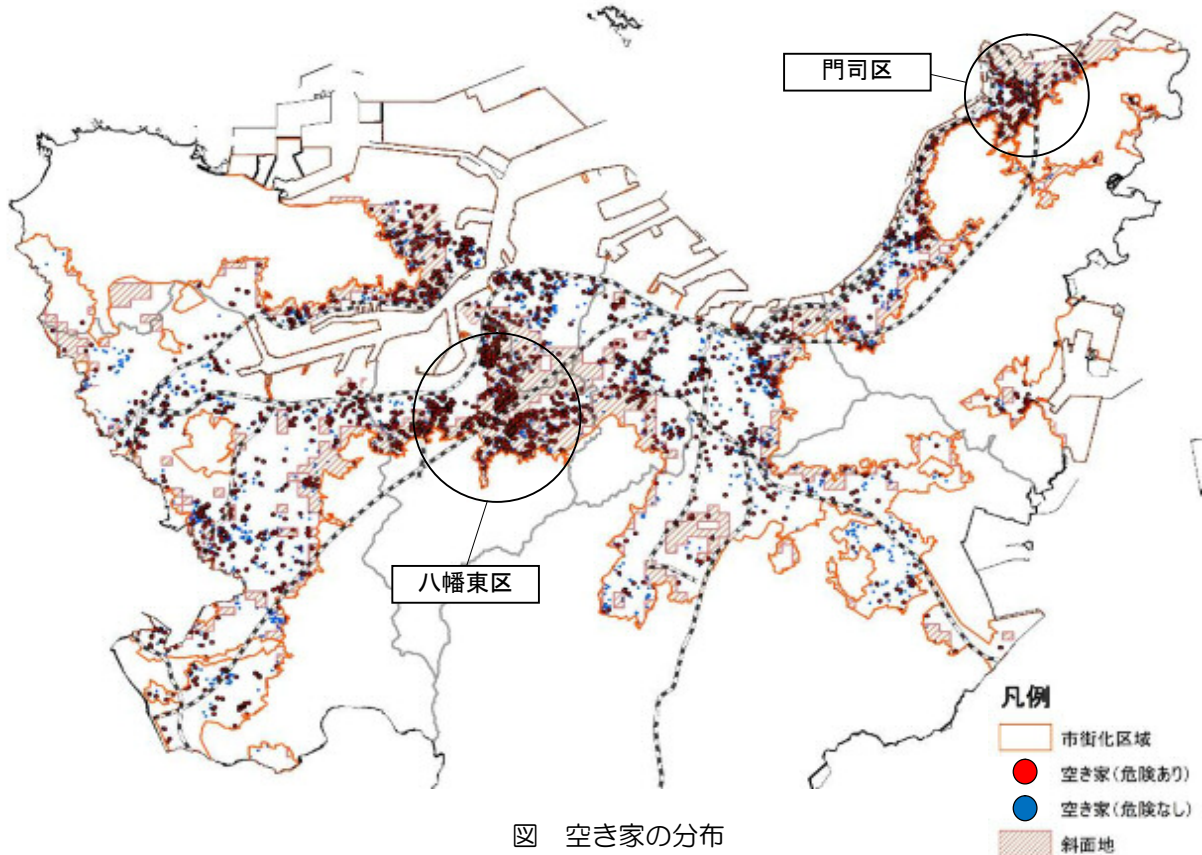 門司区
八幡東区
凡例
市街化区域
空き家(危険あり)
空き家(危険なし)
斜面地
図 空き家の分布